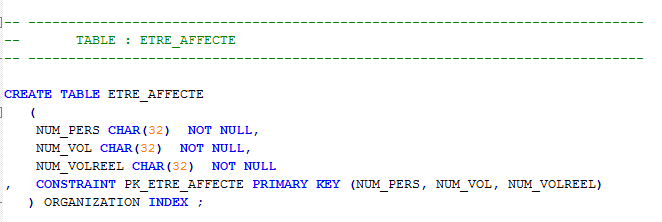 -- -----------------------------------------------------------------------------
--       TABLE : ETRE_AFFECTE
-- -----------------------------------------------------------------------------
CREATE TABLE ETRE_AFFECTE
   (
    NUM_PERS CHAR(32)  NOT NULL,
    NUM_VOL CHAR(32)  NOT NULL,
    NUM_VOLREEL CHAR(32)  NOT NULL
,   CONSTRAINT PK_ETRE_AFFECTE PRIMARY KEY (NUM_PERS, NUM_VOL, NUM_VOLREEL)
   ) ORGANIZATION INDEX ;